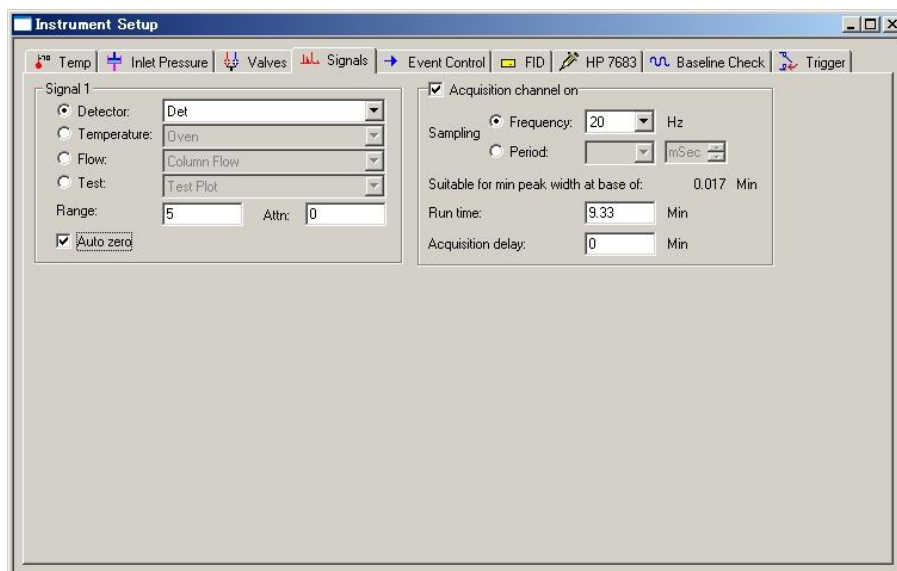 Instrument Setup
Temp Inlet Pressure Valves Signals Event Control FID HP 7683 Baseline Check Trigger
Signal 1
Detector: Det
Temperature: Oven
Flow: Column Flow
Test: Test Plot
Range: 5 Attn: 0
Auto zero
Acquisition channel on
Sampling Frequency: 20 Hz
Period: mSec
Suitable for min peak width at base of: 0.017 Min
Run time: 9.33 Min
Acquisition delay: 0 Min